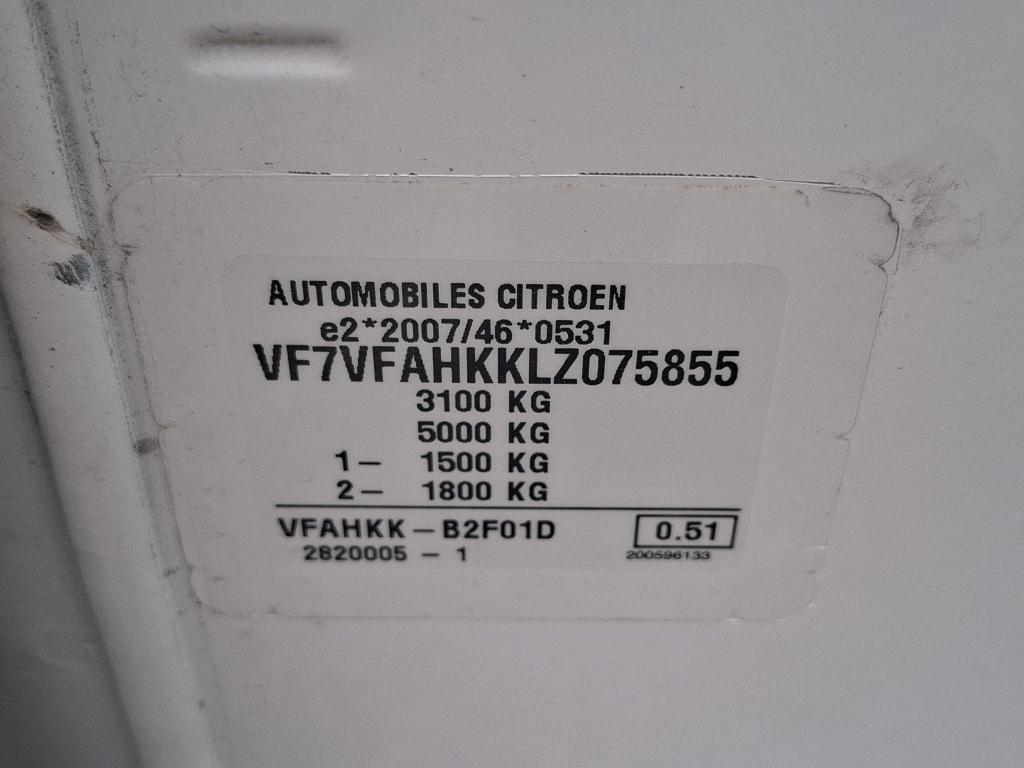 AUTOMOBILES CITROEN
e2*2007/46*0531
VF7VFAHKKLZ075855
3100 KG
5000 KG
1- 1500 KG
2- 1800 KG
VFAHKK-B2F01D 0.51
2820005 - 1 200596133